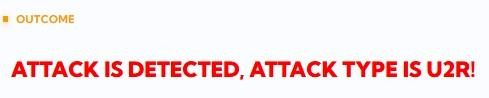 OUTCOME
ATTACK IS DETECTED, ATTACK TYPE IS U2R!